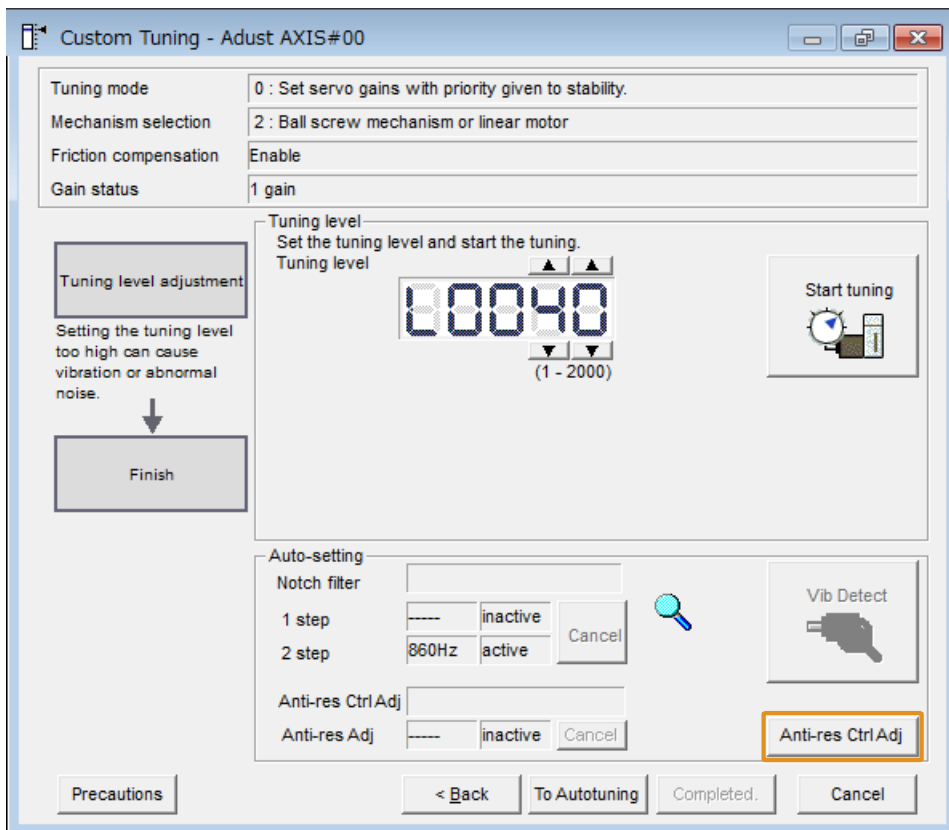 Custom Tuning - Adust AXIS#00
Tuning mode 0 : Set servo gains with priority given to stability.
Mechanism selection 2 : Ball screw mechanism or linear motor
Friction compensation Enable
Gain status 1 gain
Tuning level adjustment
Setting the tuning level
too high can cause
vibration or abnormal
noise.
Finish
Tuning level
Set the tuning level and start the tuning.
Tuning level
L0040
(1 - 2000)
Start tuning
Auto-setting
Notch filter
1 step ----- inactive
2 step 860Hz active
Cancel
Vib Detect
Anti-res Ctrl Adj
Anti-res Adj ----- inactive Cancel
Anti-res Ctrl Adj
Precautions
< Back
To Autotuning
Completed.
Cancel